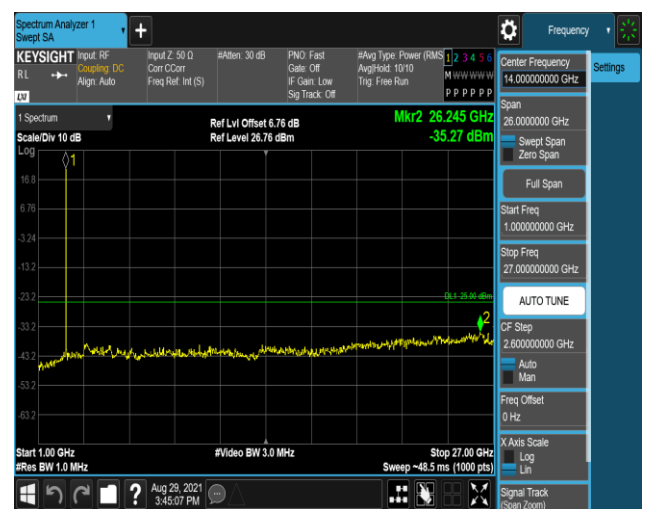 Spectrum Analyzer 1
Swept SA
Frequency
KEYSIGHT
RL
LXI
Input: RF
Coupling: DC
Align: Auto
Input Z: 50 Ω
Corr CCorr
Freq Ref: Int (S)
#Atten: 30 dB
PNO: Fast
Gate: Off
IF Gain: Low
Sig Track: Off
#Avg Type: Power (RMS
Avg|Hold: 10/10
Trig: Free Run
1 2 3 4 5 6
M W W W W W
P P P P P P
1 Spectrum
Scale/Div 10 dB
Ref Lvl Offset 6.76 dB
Ref Level 26.76 dBm
Mkr2 26.245 GHz
-35.27 dBm
Log
1
16.8
6.76
-3.24
-13.2
-23.2
DL1 -25.00 dBm
2
-33.2
-43.2
-53.2
-63.2
Start 1.00 GHz
#Res BW 1.0 MHz
#Video BW 3.0 MHz
Stop 27.00 GHz
Sweep ~48.5 ms (1000 pts)
Aug 29, 2021
3:45:07 PM
Center Frequency
14.000000000 GHz
Settings
Span
26.0000000 GHz
Swept Span
Zero Span
Full Span
Start Freq
1.000000000 GHz
Stop Freq
27.000000000 GHz
AUTO TUNE
CF Step
2.600000000 GHz
Auto
Man
Freq Offset
0 Hz
X Axis Scale
Log
Lin
Signal Track
(Span Zoom)